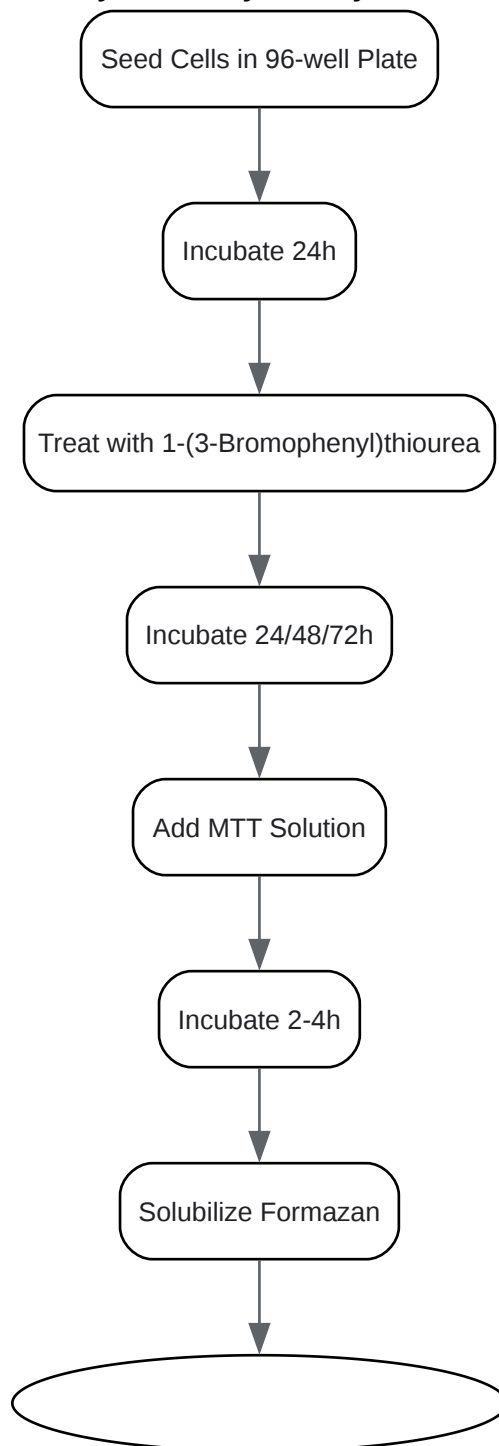 Seed Cells in 96-well Plate
Incubate 24h
Treat with 1-(3-Bromophenyl)thiourea
Incubate 24/48/72h
Add MTT Solution
Incubate 2-4h
Solubilize Formazan